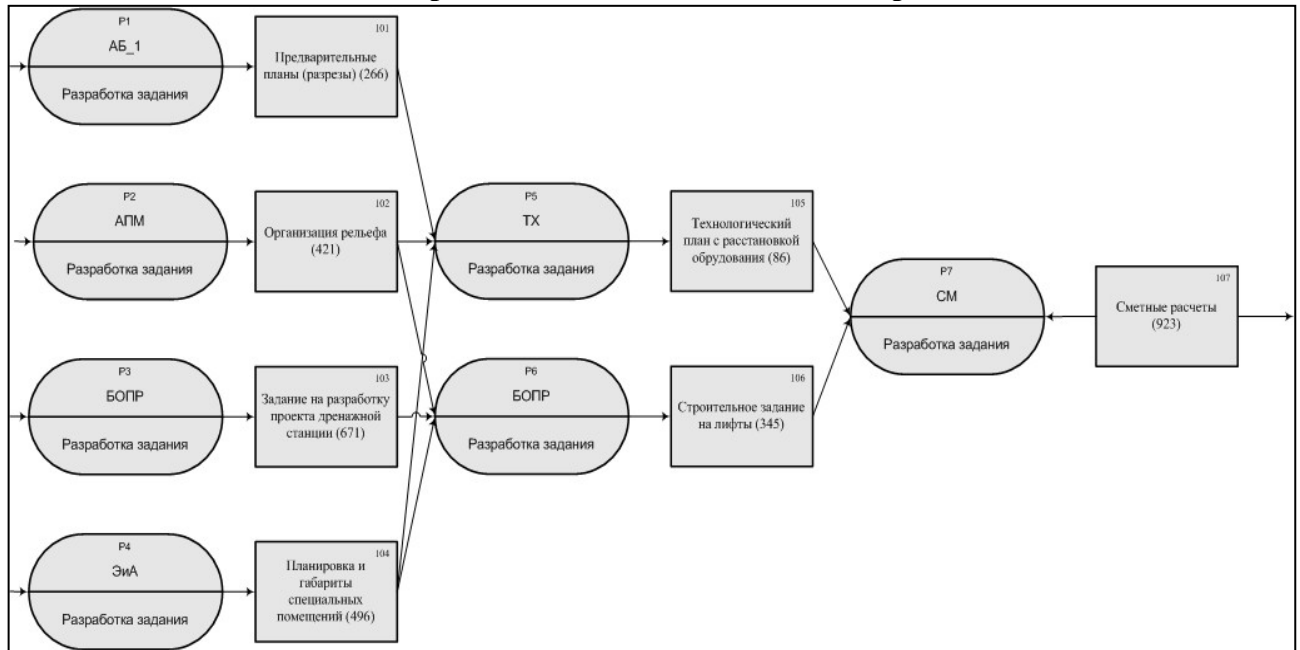 P1
АБ_1
Разработка задания
101
Предварительные
планы (разрезы) (266)
P2
АПМ
Разработка задания
102
Организация рельефа
(421)
P5
ТХ
Разработка задания
105
Технологический
план с расстановкой
обрудования (86)
P7
СМ
Разработка задания
107
Сметные расчеты
(923)
P3
БОПР
Разработка задания
103
Задание на разработку
проекта дренажной
станции (671)
P6
БОПР
Разработка задания
106
Строительное задание
на лифты (345)
P4
ЭиА
Разработка задания
104
Планировка и
габариты
специальных
помещений (496)